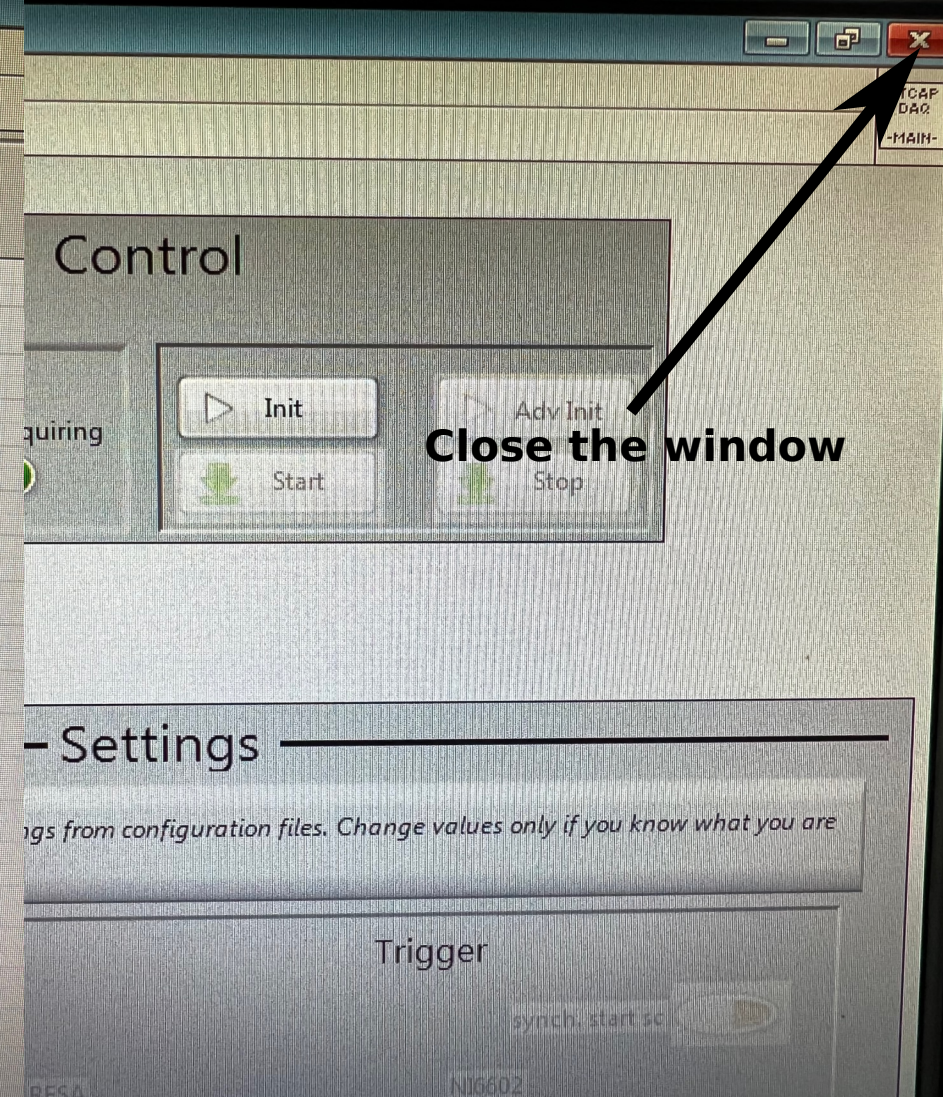 TCAP
DAQ
-MAIN-
Control
quiring
Init
Adv Init
Close the window
Start
Stop
Settings
ngs from configuration files. Change values only if you know what you are
Trigger
synch. start sc
NI6602
RESA